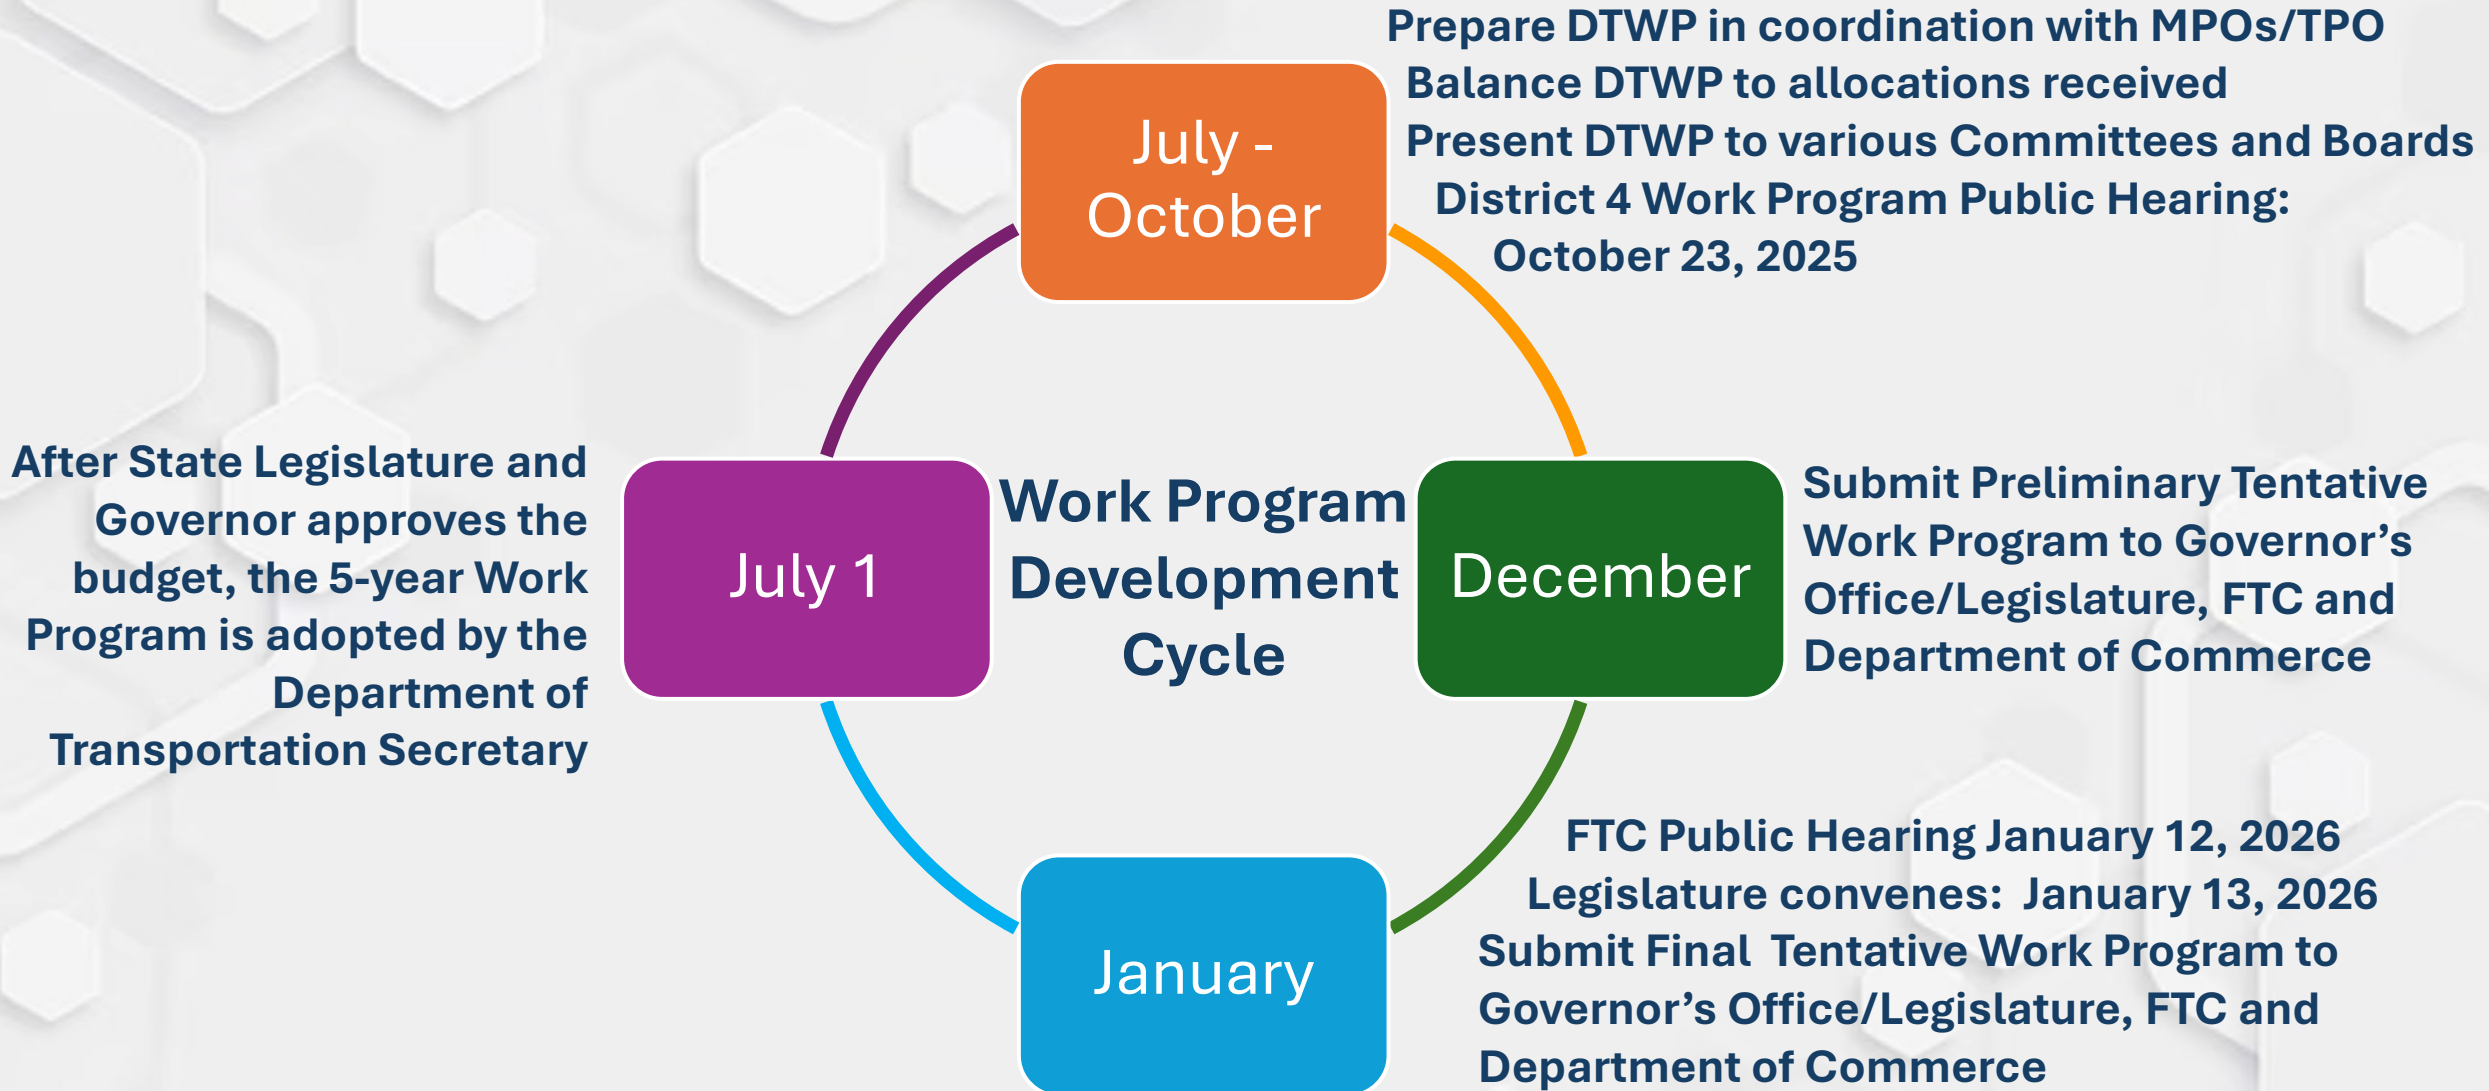 Prepare DTWP in coordination with MPOs/TPO
Balance DTWP to allocations received
Present DTWP to various Committees and Boards
District 4 Work Program Public Hearing:
October 23, 2025
July -
October
After State Legislature and
Governor approves the
budget, the 5-year Work
Program is adopted by the
Department of
Transportation Secretary
July 1
Work Program
Development
Cycle
December
Submit Preliminary Tentative
Work Program to Governor’s
Office/Legislature, FTC and
Department of Commerce
January
FTC Public Hearing January 12, 2026
Legislature convenes:  January 13, 2026
Submit Final  Tentative Work Program to
Governor’s Office/Legislature, FTC and
Department of Commerce